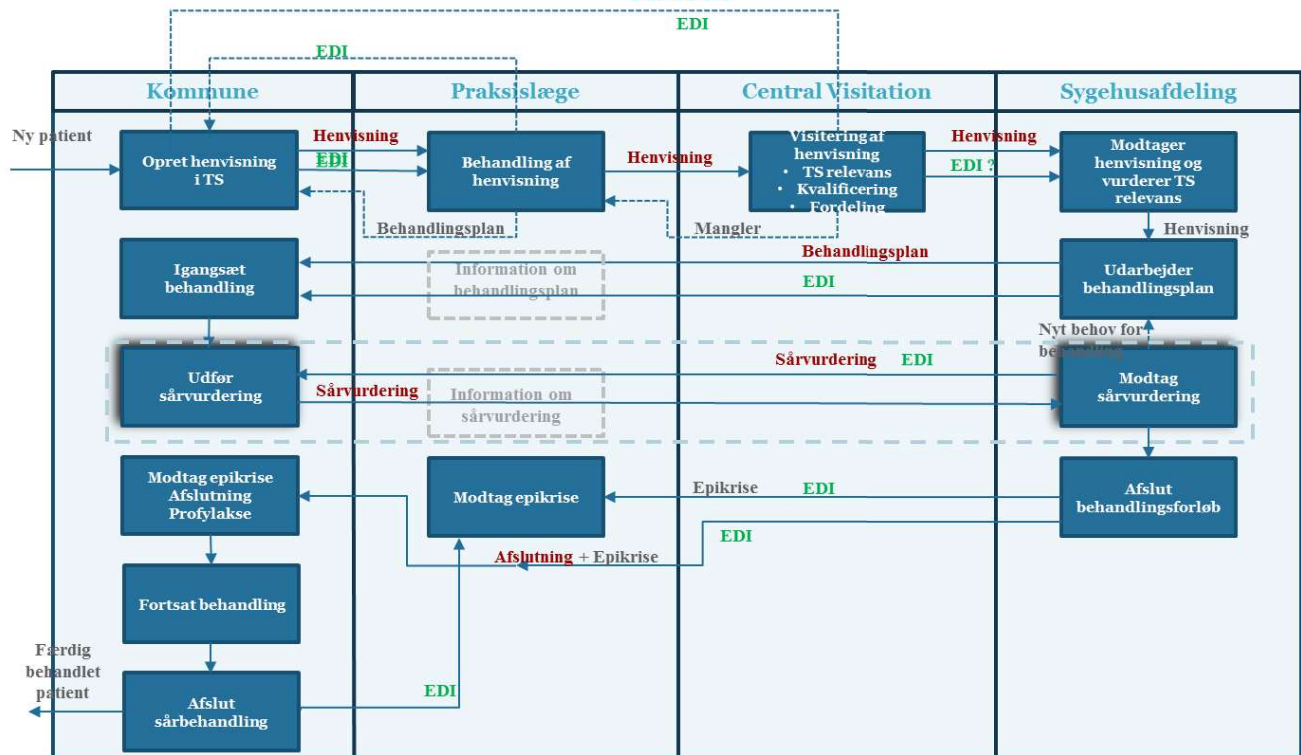 EDI
EDI
Kommune
Praksislæge
Central Visitation
Sygehusafdeling
Ny patient
Opret henvisning
i TS
Henvisning
EDI
EDI
Behandling af
henvisning
Henvisning
Visitering af
henvisning
• TS relevans
• Kvalificering
• Fordeling
Henvisning
EDI ?
Modtager
henvisning og
vurderer TS
relevans
Behandlingsplan
Mangler
Henvisning
Igangsæt
behandling
Information om
behandlingsplan
Behandlingsplan
EDI
Udarbejder
behandlingsplan
Nyt behov for
behandling
Udfør
sårvurdering
Sårvurdering
Information om
sårvurdering
Sårvurdering
EDI
Modtag
sårvurdering
Modtag epikrise
Afslutning
Profylakse
Modtag epikrise
Epikrise
EDI
Afslut
behandlingsforløb
EDI
Afslutning + Epikrise
Fortsat behandling
Færdig
behandlet
patient
Afslut
sårbehandling
EDI